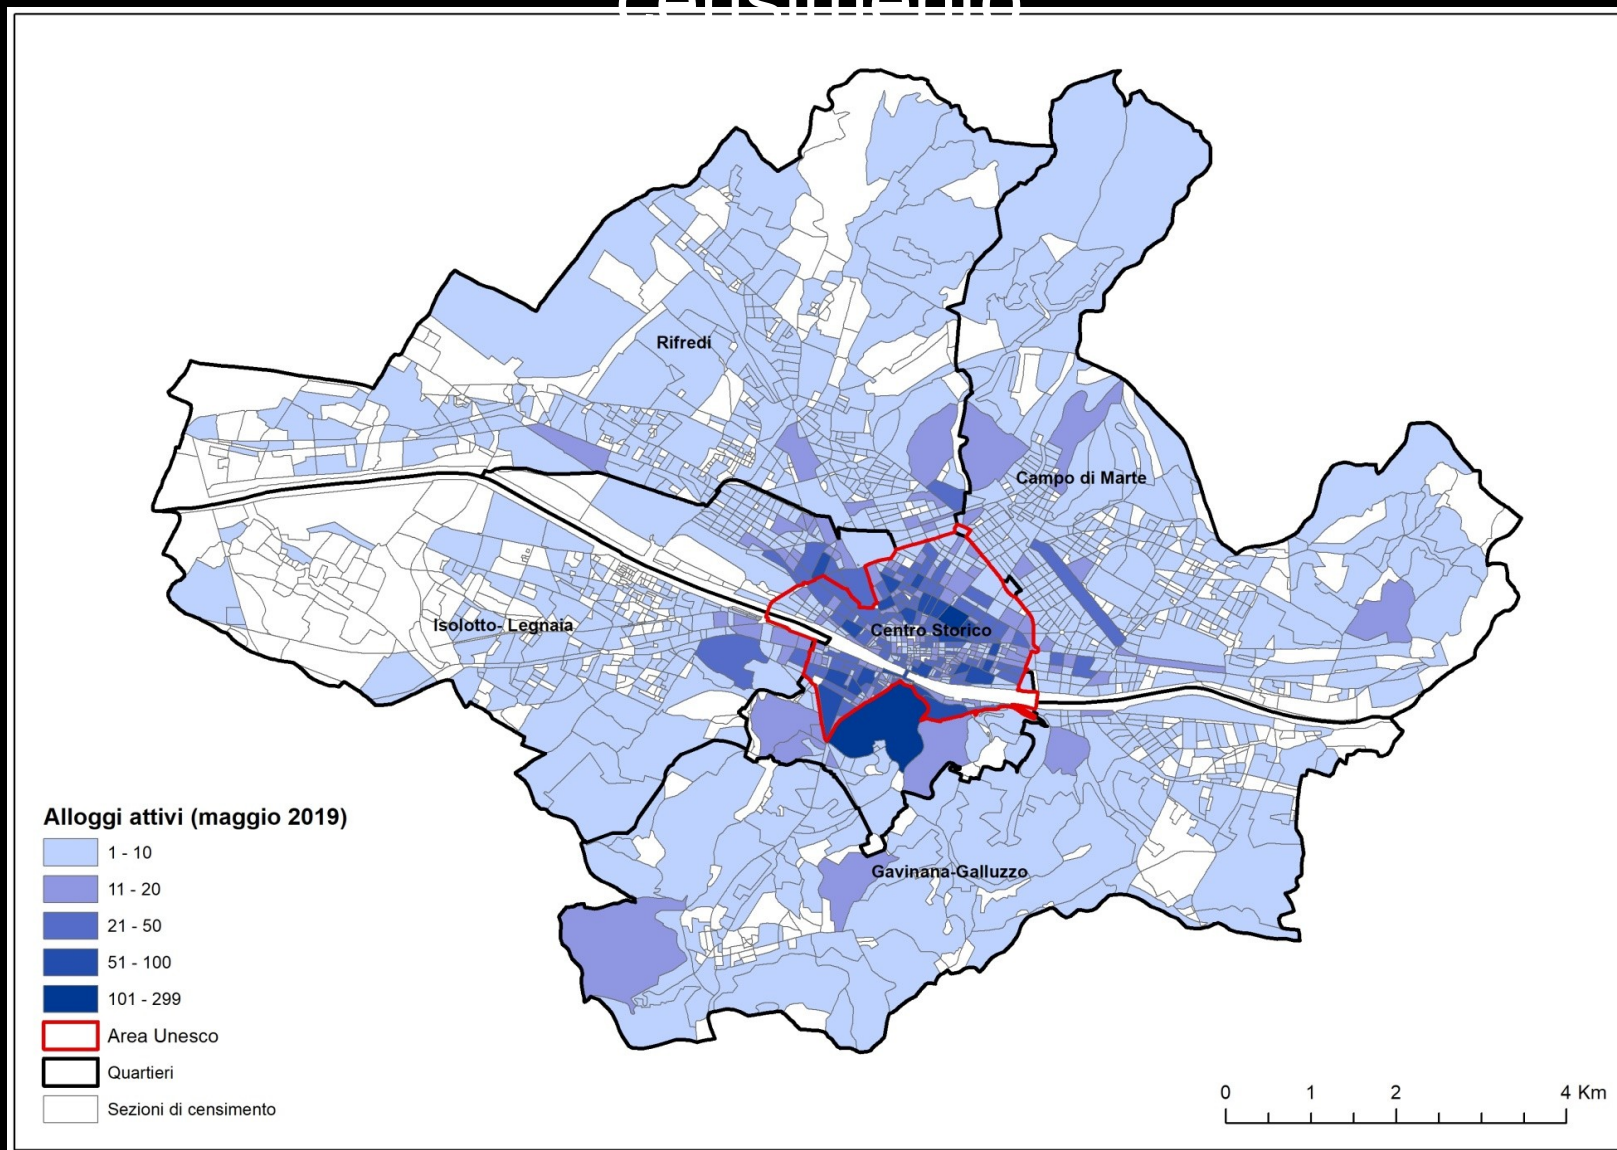 censimento
Rifredi
Campo di Marte
Isolotto- Legnaia
Centro Storico
Gavinana-Galluzzo
Alloggi attivi (maggio 2019)
1 - 10
11 - 20
21 - 50
51 - 100
101 - 299
Area Unesco
Quartieri
Sezioni di censimento
0 1 2 4 Km